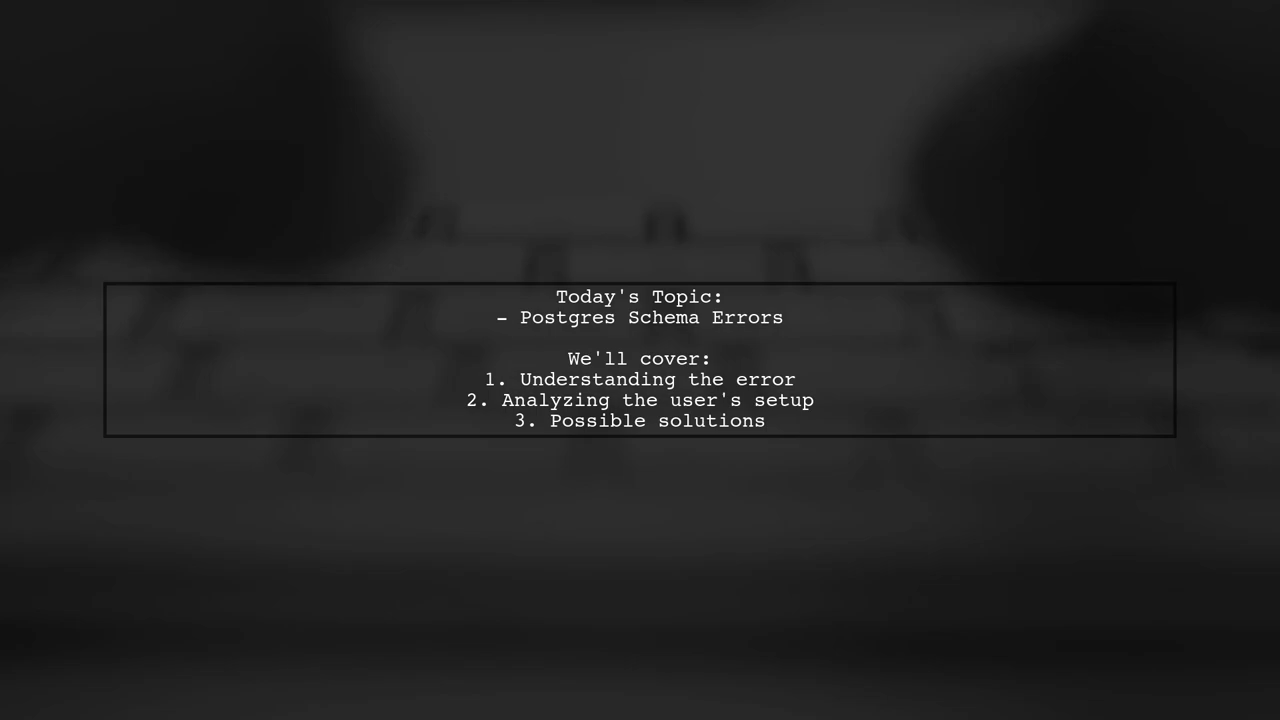 Today's Topic:
- Postgres Schema Errors
We'll cover:
1. Understanding the error
2. Analyzing the user's setup
3. Possible solutions